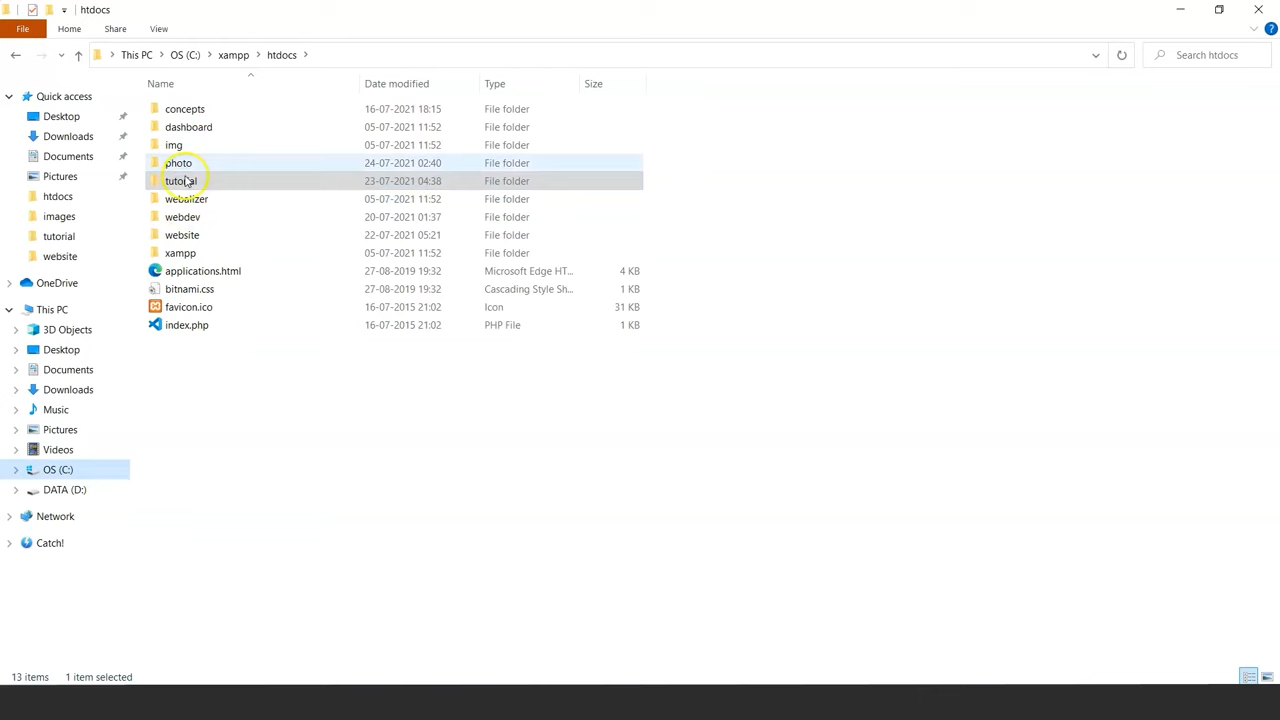 htdocs
File Home Share View
This PC OS (C:) xampp htdocs Search htdocs
Name Date modified Type Size
Quick access
Desktop
Downloads
Documents
Pictures
htdocs
images
tutorial
website
OneDrive
This PC
3D Objects
Desktop
Documents
Downloads
Music
Pictures
Videos
OS (C:)
DATA (D:)
Network
Catch!
concepts 16-07-2021 18:15 File folder
dashboard 05-07-2021 11:52 File folder
img 05-07-2021 11:52 File folder
photo 24-07-2021 02:40 File folder
tutorial 23-07-2021 04:38 File folder
webalizer 05-07-2021 11:52 File folder
webdev 20-07-2021 01:37 File folder
website 22-07-2021 05:21 File folder
xampp 05-07-2021 11:52 File folder
applications.html 27-08-2019 19:32 Microsoft Edge HT... 4 KB
bitnami.css 27-08-2019 19:32 Cascading Style Sh... 1 KB
favicon.ico 16-07-2015 21:02 Icon 31 KB
index.php 16-07-2015 21:02 PHP File 1 KB
13 items 1 item selected